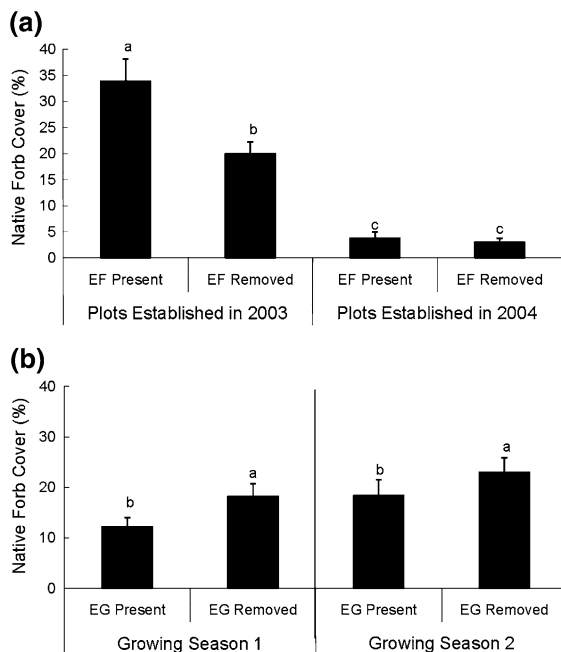 (a)
Native Forb Cover (%)
40
35
30
25
20
15
10
5
0
a
b
c
c
EF Present
EF Removed
EF Present
EF Removed
Plots Established in 2003
Plots Established in 2004
(b)
Native Forb Cover (%)
40
30
20
10
0
b
a
b
a
EG Present
EG Removed
EG Present
EG Removed
Growing Season 1
Growing Season 2